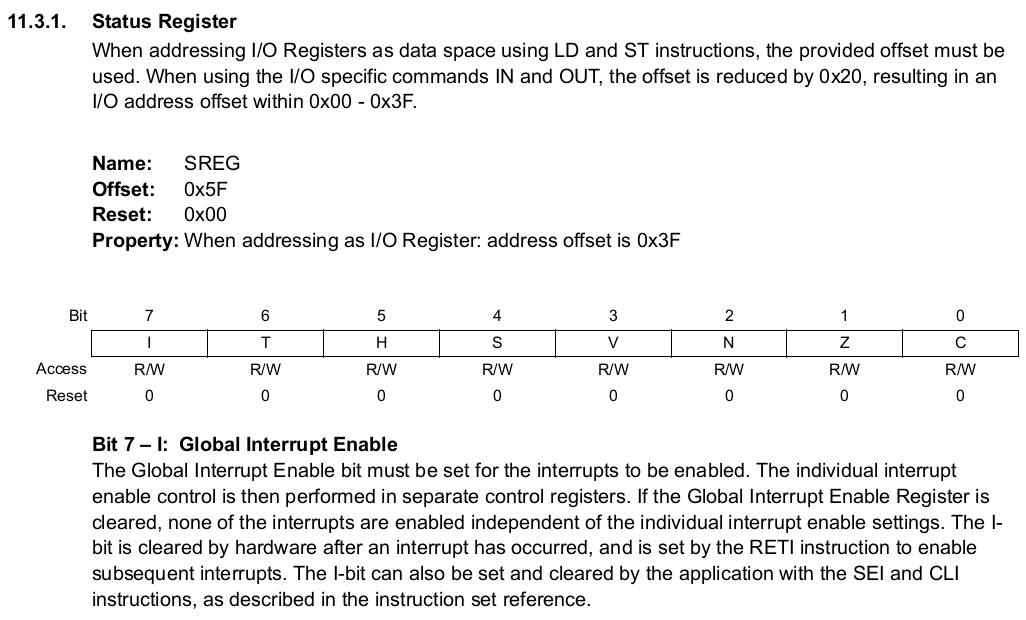 11.3.1. Status Register
When addressing I/O Registers as data space using LD and ST instructions, the provided offset must be
used. When using the I/O specific commands IN and OUT, the offset is reduced by 0x20, resulting in an
I/O address offset within 0x00 - 0x3F.
Name: SREG
Offset: 0x5F
Reset: 0x00
Property: When addressing as I/O Register: address offset is 0x3F
Bit 7 6 5 4 3 2 1 0
I T H S V N Z C
Access R/W R/W R/W R/W R/W R/W R/W R/W
Reset 0 0 0 0 0 0 0 0
Bit 7 – I: Global Interrupt Enable
The Global Interrupt Enable bit must be set for the interrupts to be enabled. The individual interrupt
enable control is then performed in separate control registers. If the Global Interrupt Enable Register is
cleared, none of the interrupts are enabled independent of the individual interrupt enable settings. The I-
bit is cleared by hardware after an interrupt has occurred, and is set by the RETI instruction to enable
subsequent interrupts. The I-bit can also be set and cleared by the application with the SEI and CLI
instructions, as described in the instruction set reference.